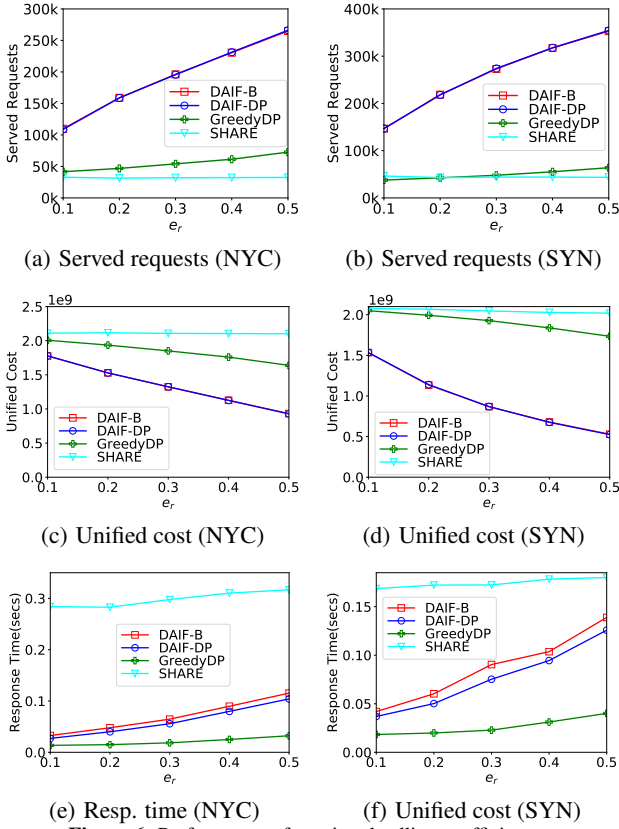 300k
250k
200k
150k
100k
50k
0k
Served Requests
DAIF-B
DAIF-DP
GreedyDP
SHARE
0.1 0.2 0.3 0.4 0.5
e_r
(a) Served requests (NYC)
400k
300k
200k
100k
0k
Served Requests
DAIF-B
DAIF-DP
GreedyDP
SHARE
0.1 0.2 0.3 0.4 0.5
e_r
(b) Served requests (SYN)
1e9
2.5
2.0
1.5
1.0
0.5
0.0
Unified Cost
DAIF-B
DAIF-DP
GreedyDP
SHARE
0.1 0.2 0.3 0.4 0.5
e_r
(c) Unified cost (NYC)
1e9
2.0
1.5
1.0
0.5
0.0
Unified Cost
DAIF-B
DAIF-DP
GreedyDP
SHARE
0.1 0.2 0.3 0.4 0.5
e_r
(d) Unified cost (SYN)
0.3
0.2
0.1
0.0
Response Time(secs)
DAIF-B
DAIF-DP
GreedyDP
SHARE
0.1 0.2 0.3 0.4 0.5
e_r
(e) Resp. time (NYC)
0.15
0.10
0.05
0.00
Response Time(secs)
DAIF-B
DAIF-DP
GreedyDP
SHARE
0.1 0.2 0.3 0.4 0.5
e_r
(f) Unified cost (SYN)